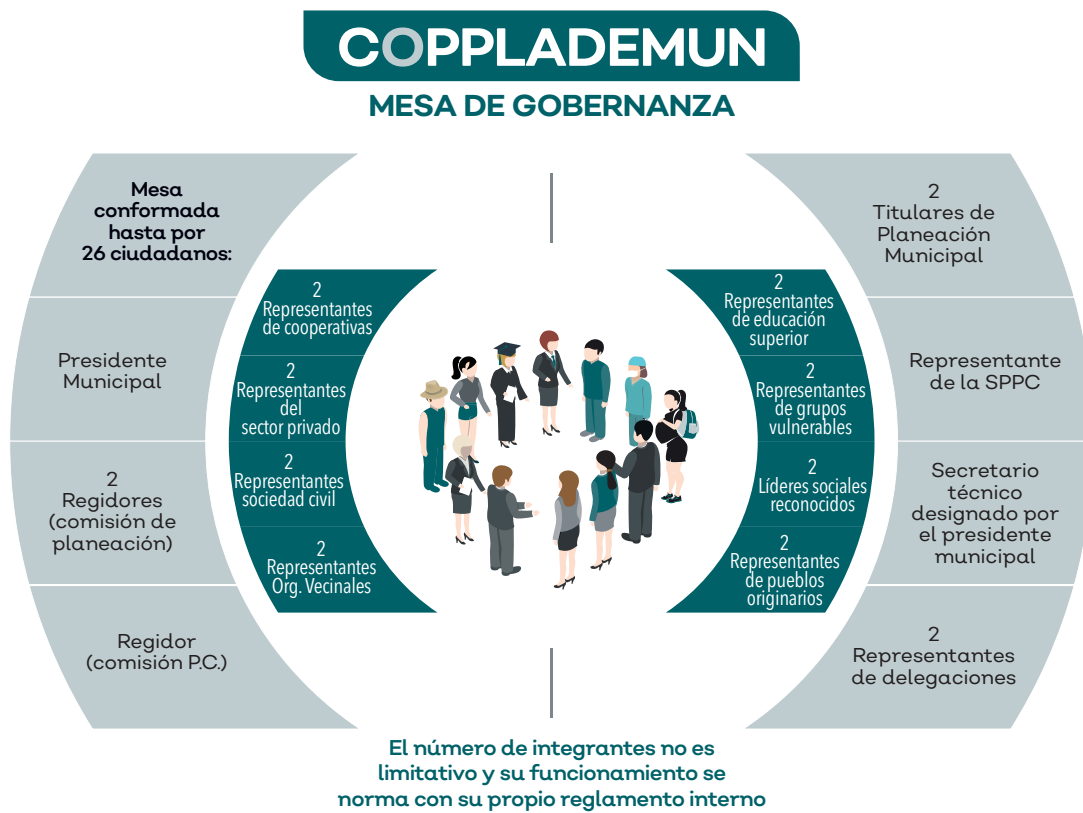 COPPLADEMUN
MESA DE GOBERNANZA
Mesa
conformada
hasta por
26 ciudadanos:
Presidente
Municipal
2
Regidores
(comisión de
planeación)
Regidor
(comisión P.C.)
2
Representantes
de cooperativas
2
Representantes
del
sector privado
2
Representantes
sociedad civil
2
Representantes
Org. Vecinales
2
Representantes
de educación
superior
2
Representantes
de grupos
vulnerables
2
Líderes sociales
reconocidos
2
Representantes
de pueblos
originarios
2
Titulares de
Planeación
Municipal
Representante
de la SPPC
Secretario
técnico
designado por
el presidente
municipal
2
Representantes
de delegaciones
El número de integrantes no es
limitativo y su funcionamiento se
norma con su propio reglamento interno